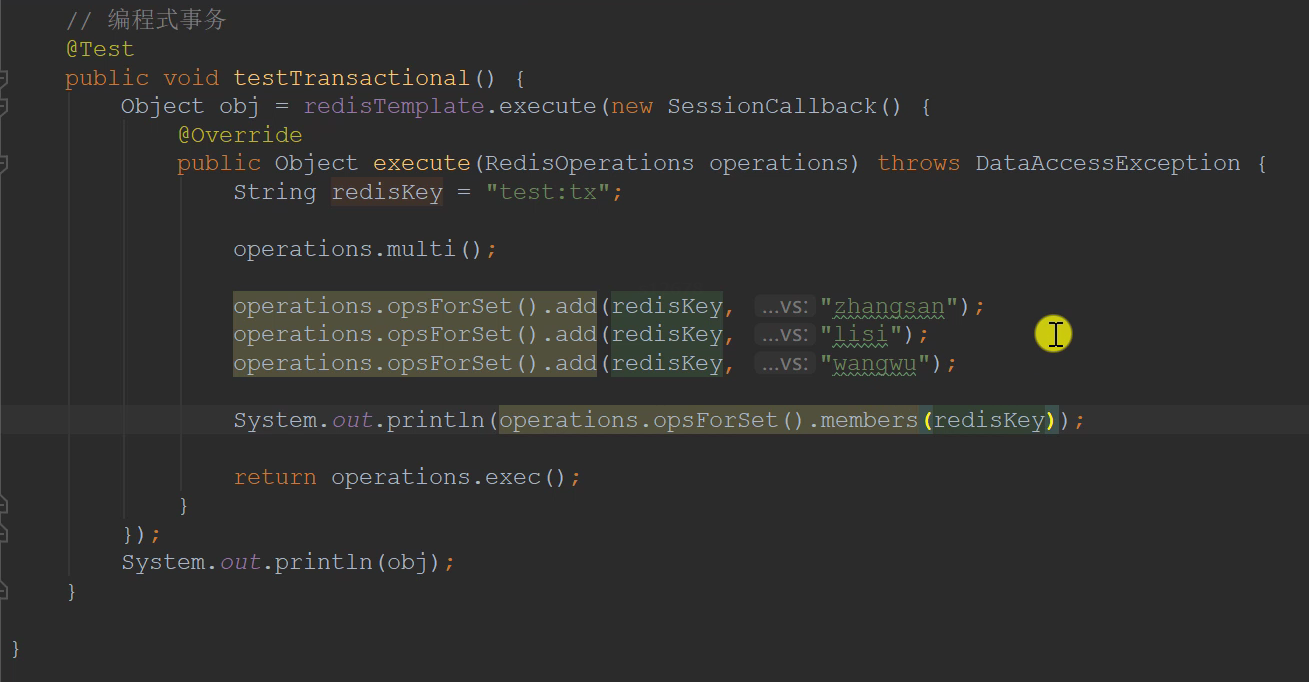 // 编程式事务
@Test
public void testTransactional() {
Object obj = redisTemplate.execute(new SessionCallback() {
@Override
public Object execute(RedisOperations operations) throws DataAccessException {
String redisKey = "test:tx";
operations.multi();
operations.opsForSet().add(redisKey, ...vs: "zhangsan");
operations.opsForSet().add(redisKey, ...vs: "lisi");
operations.opsForSet().add(redisKey, ...vs: "wangwu");
System.out.println(operations.opsForSet().members(redisKey));
return operations.exec();
}
});
System.out.println(obj);
}
}